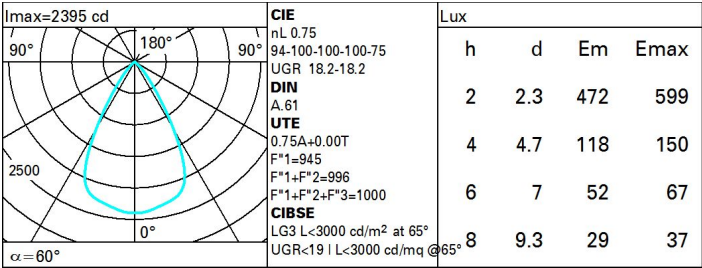 Imax=2395 cd
90°
180°
90°
2500
0°
α=60°
CIE
nL 0.75
94-100-100-100-75
UGR 18.2-18.2
DIN
A.61
UTE
0.75A+0.00T
F"1=945
F"1+F"2=996
F"1+F"2+F"3=1000
CIBSE
LG3 L<3000 cd/m² at 65°
UGR<19 | L<3000 cd/mq @65°
Lux
h d Em Emax
2 2.3 472 599
4 4.7 118 150
6 7 52 67
8 9.3 29 37